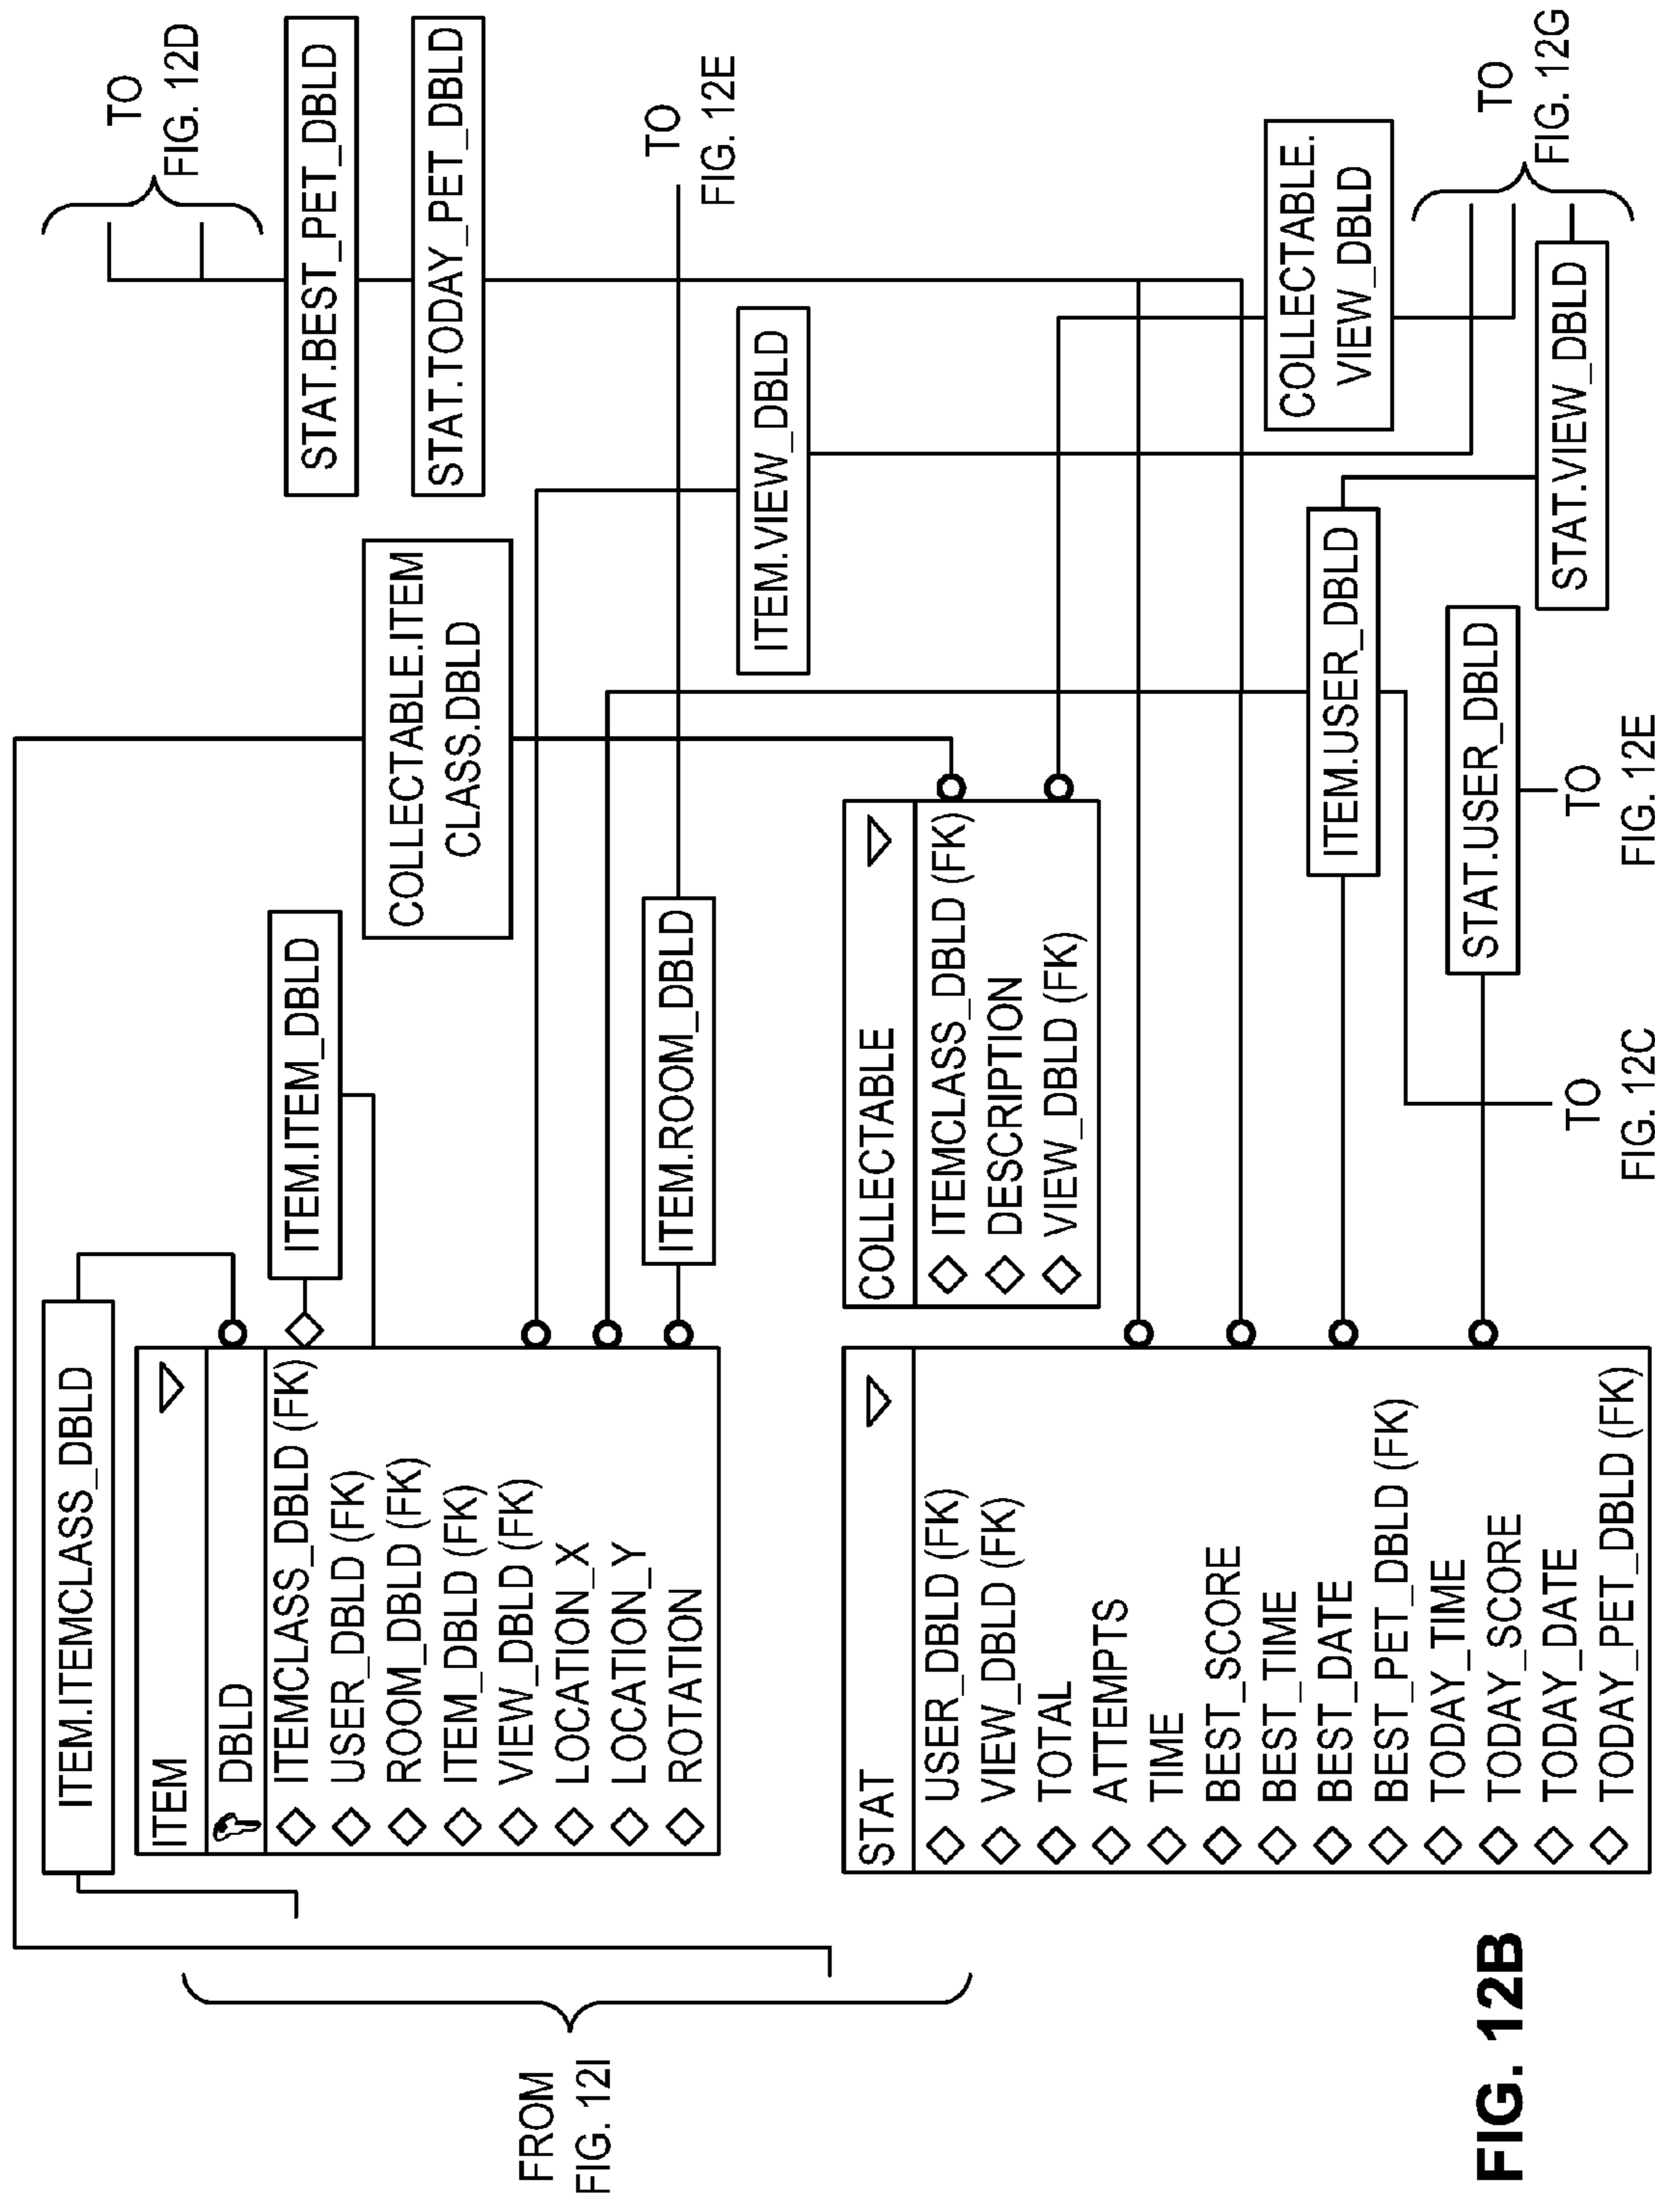 TO
FIG. 12D
STAT.BEST_PET_DBLD
STAT.TODAY_PET_DBLD
TO
FIG. 12E
ITEM.ITEMCLASS_DBLD
ITEM.ITEM_DBLD
COLLECTABLE.ITEM
CLASS.DBLD
ITEM.VIEW_DBLD
ITEM.ROOM_DBLD
ITEM
DBLD
ITEMCLASS_DBLD (FK)
USER_DBLD (FK)
ROOM_DBLD (FK)
ITEM_DBLD (FK)
VIEW_DBLD (FK)
LOCATION_X
LOCATION_Y
ROTATION
FROM
FIG. 12I
COLLECTABLE
ITEMCLASS_DBLD (FK)
DESCRIPTION
VIEW_DBLD (FK)
COLLECTABLE.
VIEW_DBLD
TO
FIG. 12G
STAT
USER_DBLD (FK)
VIEW_DBLD (FK)
TOTAL
ATTEMPTS
TIME
BEST_SCORE
BEST_TIME
BEST_DATE
BEST_PET_DBLD (FK)
TODAY_TIME
TODAY_SCORE
TODAY_DATE
TODAY_PET_DBLD (FK)
ITEM.USER_DBLD
STAT.USER_DBLD
STAT.VIEW_DBLD
TO
FIG. 12C
TO
FIG. 12E
FIG. 12B